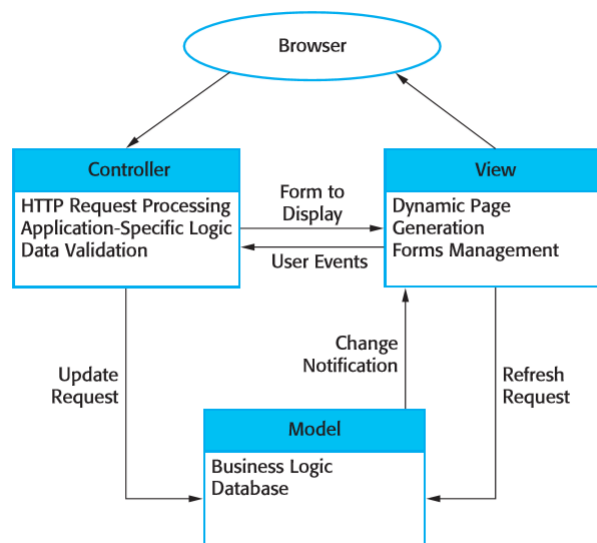 Browser
Controller
HTTP Request Processing
Application-Specific Logic
Data Validation
Form to
Display
User Events
View
Dynamic Page
Generation
Forms Management
Update
Request
Change
Notification
Refresh
Request
Model
Business Logic
Database